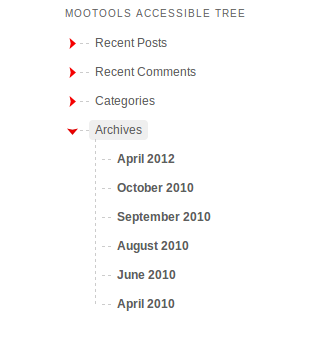 MOOTOOLS ACCESSIBLE TREE
Recent Posts
Recent Comments
Categories
Archives
April 2012
October 2010
September 2010
August 2010
June 2010
April 2010